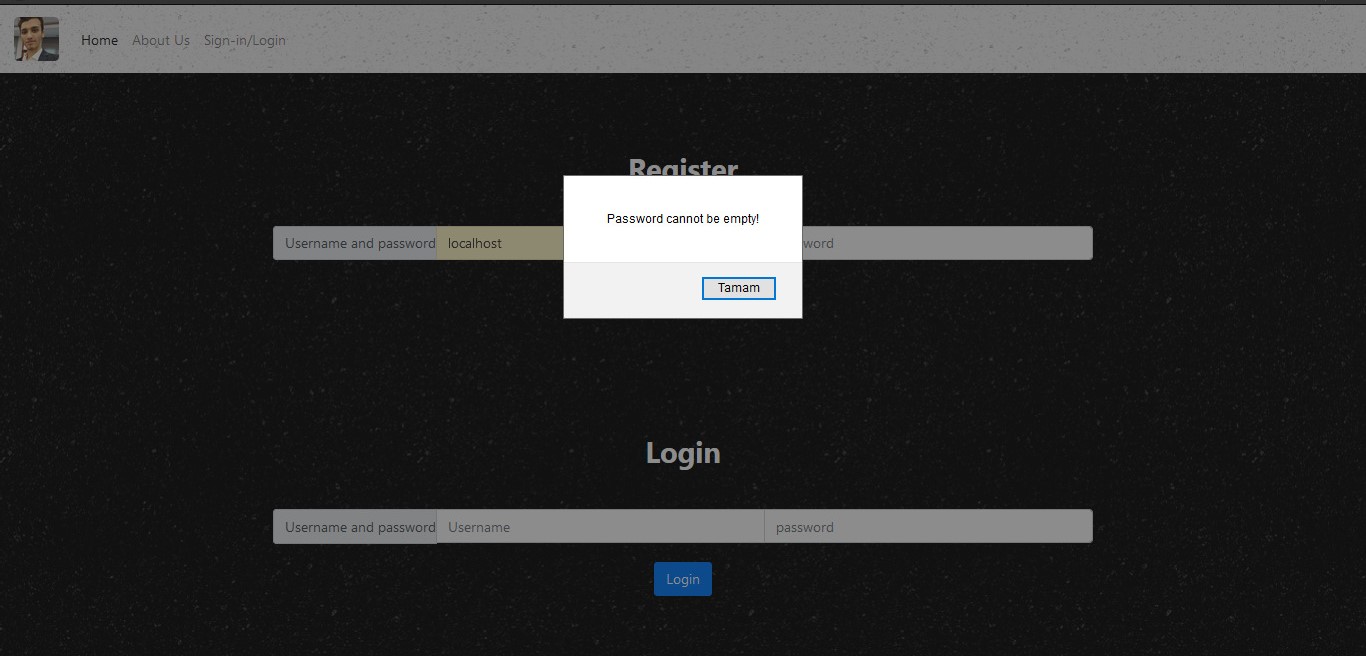 Home About Us Sign-in/Login
Register
Password cannot be empty!
Username and password localhost word
Tamam
Login
Username and password Username password
Login